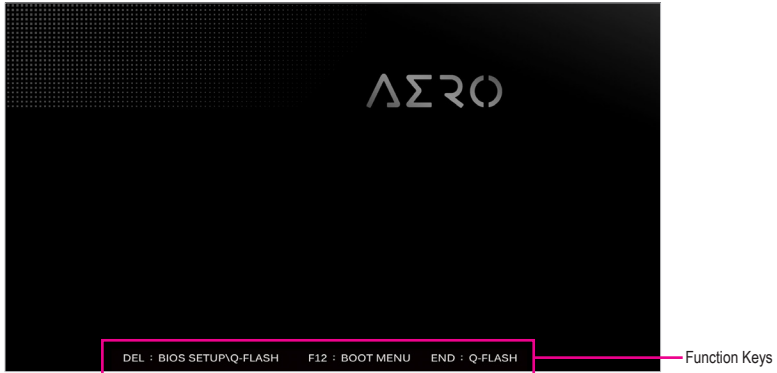 AERO
DEL : BIOS SETUP\Q-FLASH F12 : BOOT MENU END : Q-FLASH
Function Keys